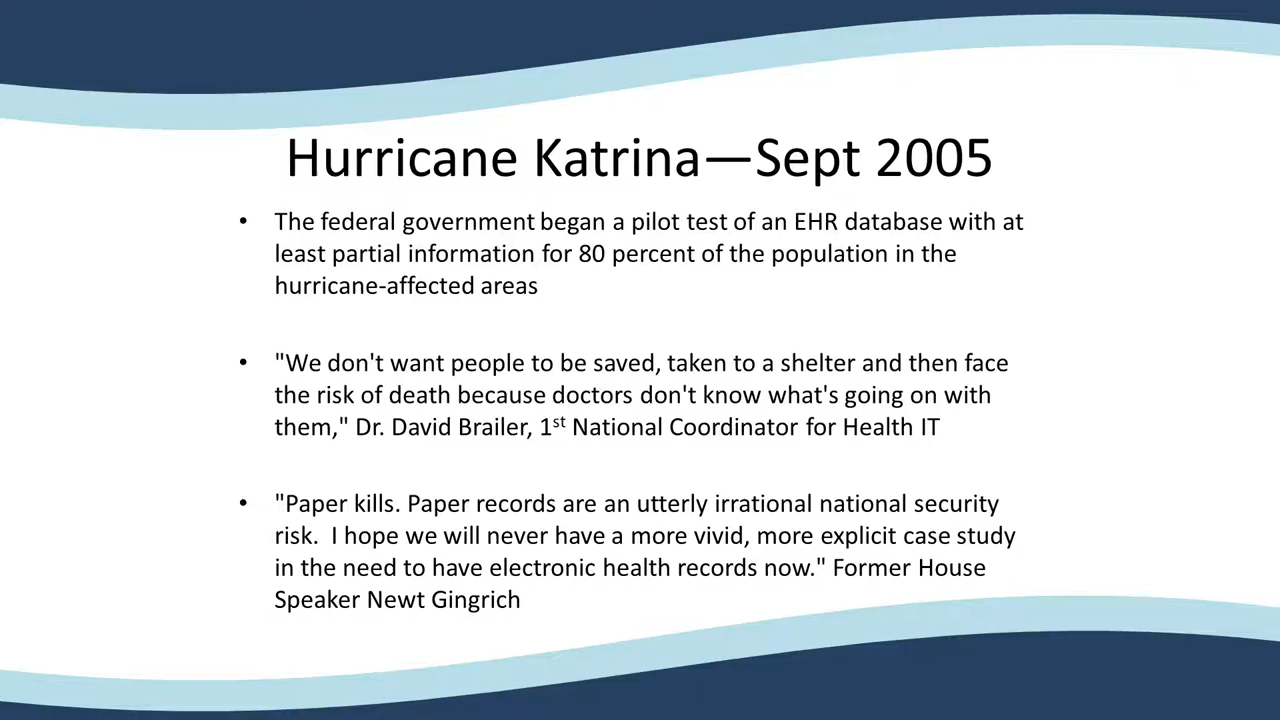 Hurricane Katrina—Sept 2005
• The federal government began a pilot test of an EHR database with at
least partial information for 80 percent of the population in the
hurricane-affected areas
• "We don't want people to be saved, taken to a shelter and then face
the risk of death because doctors don't know what's going on with
them," Dr. David Brailer, 1st National Coordinator for Health IT
• "Paper kills. Paper records are an utterly irrational national security
risk.  I hope we will never have a more vivid, more explicit case study
in the need to have electronic health records now." Former House
Speaker Newt Gingrich